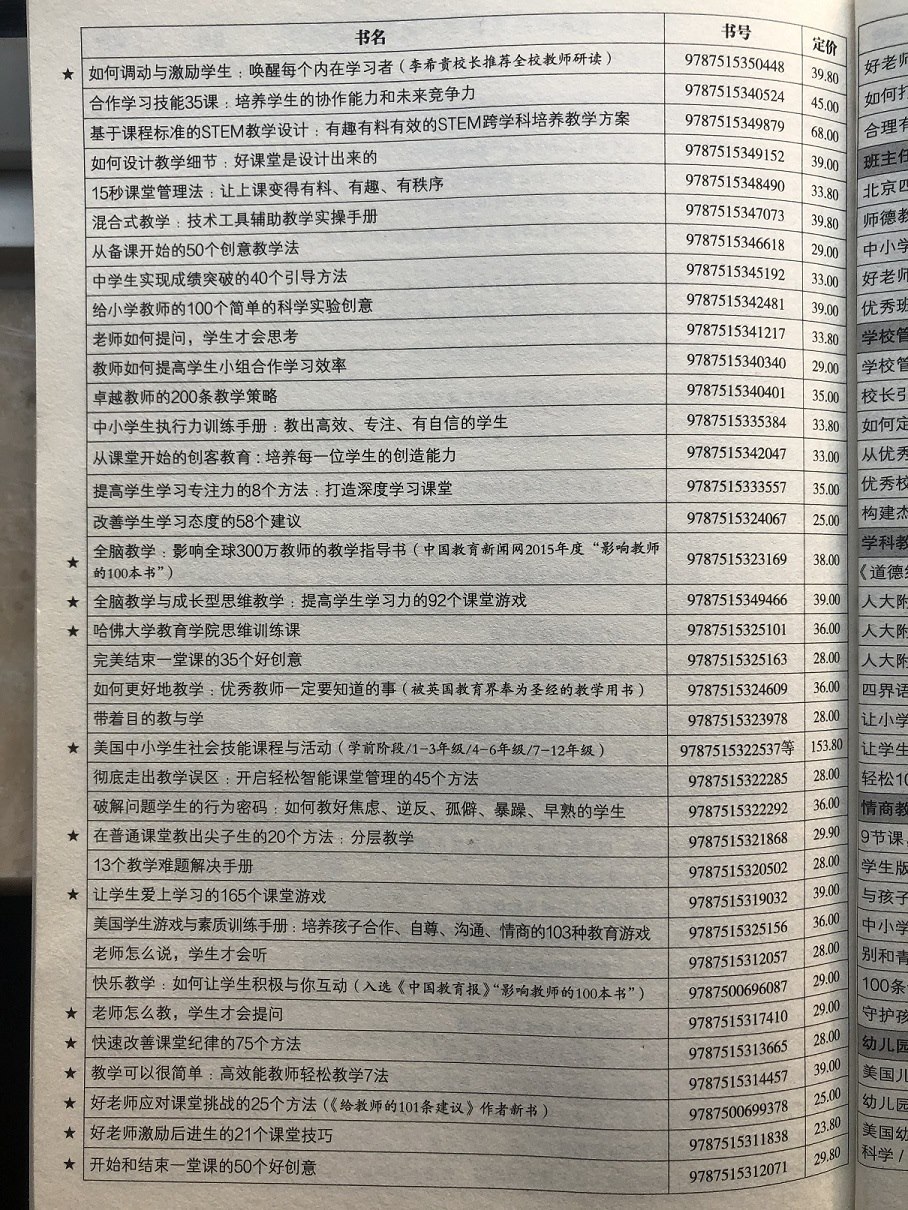 书名 书号 定价
★ 如何调动与激励学生：唤醒每个内在学习者（李希贵校长推荐全校教师研读） 9787515350448 39.80
合作学习技能35课：培养学生的协作能力和未来竞争力 9787515340524 45.00
基于课程标准的STEM教学设计：有趣有料有效的STEM跨学科培养教学方案 9787515349879 68.00
如何设计教学细节：好课堂是设计出来的 9787515349152 39.00
15秒课堂管理法：让上课变得有料、有趣、有秩序 9787515348490 33.80
混合式教学：技术工具辅助教学实操手册 9787515347073 39.80
从备课开始的50个创意教学法 9787515346618 29.00
中学生实现成绩突破的40个引导方法 9787515345192 33.00
给小学教师的100个简单的科学实验创意 9787515342481 39.00
老师如何提问，学生才会思考 9787515341217 33.80
教师如何提高学生小组合作学习效率 9787515340340 29.00
卓越教师的200条教学策略 9787515340401 35.00
中小学生执行力训练手册：教出高效、专注、有自信的学生 9787515335384 33.80
从课堂开始的创客教育：培养每一位学生的创造能力 9787515342047 33.00
提高学生学习专注力的8个方法：打造深度学习课堂 9787515333557 35.00
改善学生学习态度的58个建议 9787515324067 25.00
★ 全脑教学：影响全球300万教师的教学指导书（中国教育新闻网2015年度“影响教师
的100本书”） 9787515323169 38.00
★ 全脑教学与成长型思维教学：提高学生学习力的92个课堂游戏 9787515349466 39.00
★ 哈佛大学教育学院思维训练课 9787515325101 36.00
完美结束一堂课的35个好创意 9787515325163 28.00
如何更好地教学：优秀教师一定要知道的事（被英国教育界奉为圣经的教学用书） 9787515324609 36.00
带着目的教与学 9787515323978 28.00
★ 美国中小学生社会技能课程与活动（学前阶段/1-3年级/4-6年级/7-12年级） 9787515322537等 153.80
彻底走出教学误区：开启轻松智能课堂管理的45个方法 9787515322285 28.00
破解问题学生的行为密码：如何教好焦虑、逆反、孤僻、暴躁、早熟的学生 9787515322292 36.00
★ 在普通课堂教出尖子生的20个方法：分层教学 9787515321868 29.90
13个教学难题解决手册 9787515320502 28.00
★ 让学生爱上学习的165个课堂游戏 9787515319032 39.00
美国学生游戏与素质训练手册：培养孩子合作、自尊、沟通、情商的103种教育游戏 9787515325156 36.00
老师怎么说，学生才会听 9787515312057 28.00
快乐教学：如何让学生积极与你互动（入选《中国教育报》“影响教师的100本书”） 9787500696087 29.00
★ 老师怎么教，学生才会提问 9787515317410 29.00
★ 快速改善课堂纪律的75个方法 9787515313665 28.00
★ 教学可以很简单：高效能教师轻松教学7法 9787515314457 39.00
★ 好老师应对课堂挑战的25个方法（《给教师的101条建议》作者新书） 9787500699378 25.00
★ 好老师激励后进生的21个课堂技巧 9787515311838 23.80
★ 开始和结束一堂课的50个好创意 9787515312071 29.80
好老师
如何打
合理有
班主任
北京四
师德教
中小学
好老师
优秀班
学校管
学校管
校长引
如何定
从优秀
优秀校
构建杰
学科教
《道德经
人大附
人大附
人大附
四界语
让小学
让学生
轻松10
情商教
9节课，
学生版
与孩子
中小学
别和青
100条
守护孩
幼儿园
美国儿
幼儿园
美国幼
科学/